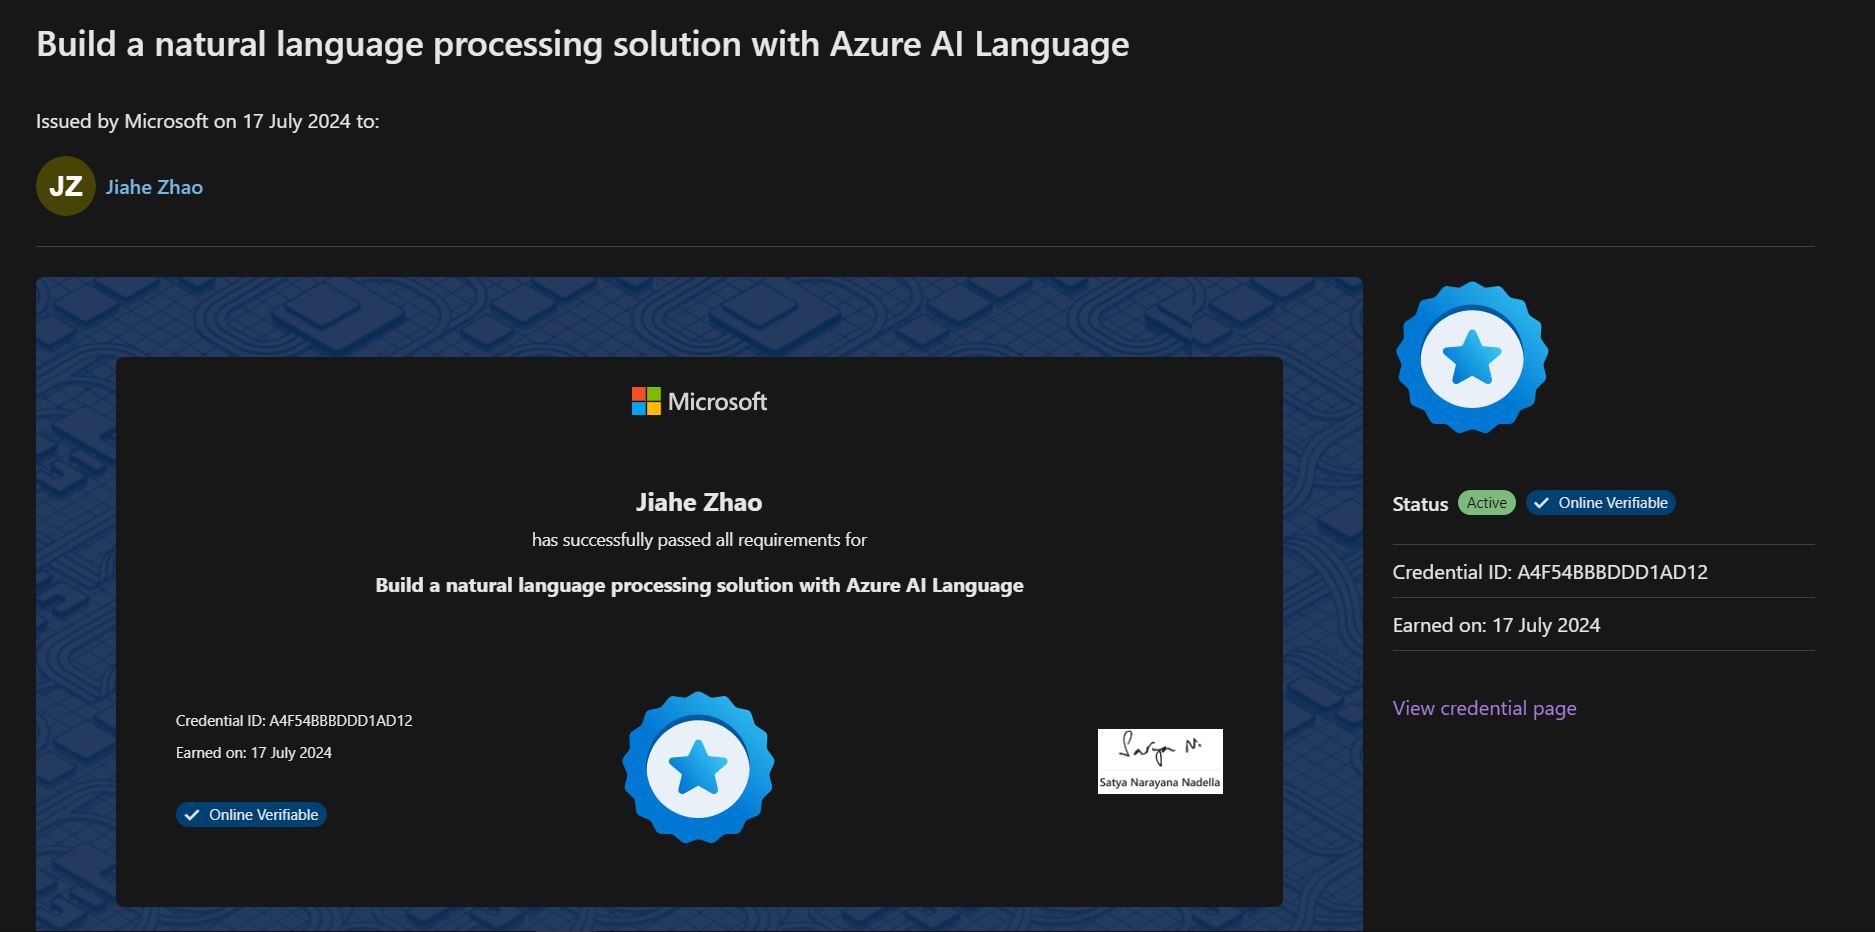 Build a natural language processing solution with Azure AI Language
Issued by Microsoft on 17 July 2024 to:
JZ Jiahe Zhao
Microsoft
Jiahe Zhao
has successfully passed all requirements for
Build a natural language processing solution with Azure AI Language
Credential ID: A4F54BBBDDD1AD12
Earned on: 17 July 2024
Online Verifiable
Satya N.
Satya Narayana Nadella
Status Active Online Verifiable
Credential ID: A4F54BBBDDD1AD12
Earned on: 17 July 2024
View credential page